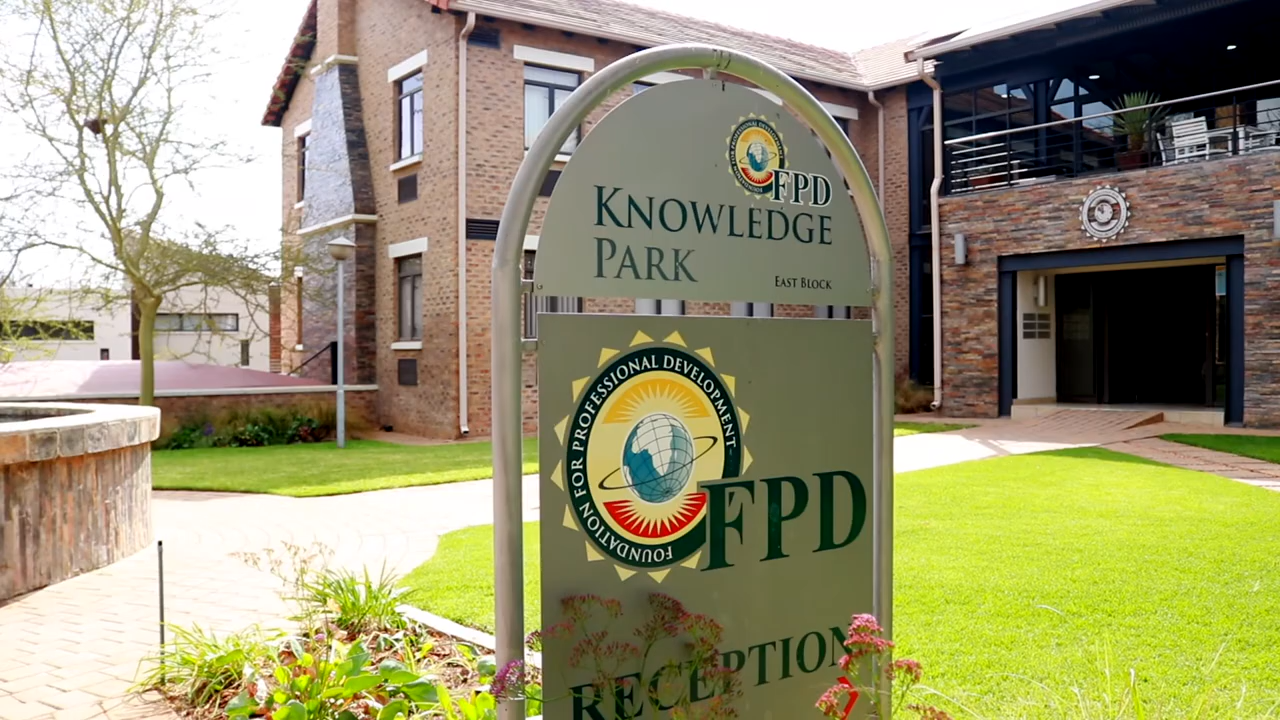 FPD
KNOWLEDGE
PARK
EAST BLOCK
FOUNDATION FOR PROFESSIONAL DEVELOPMENT
FPD
RECEPTION